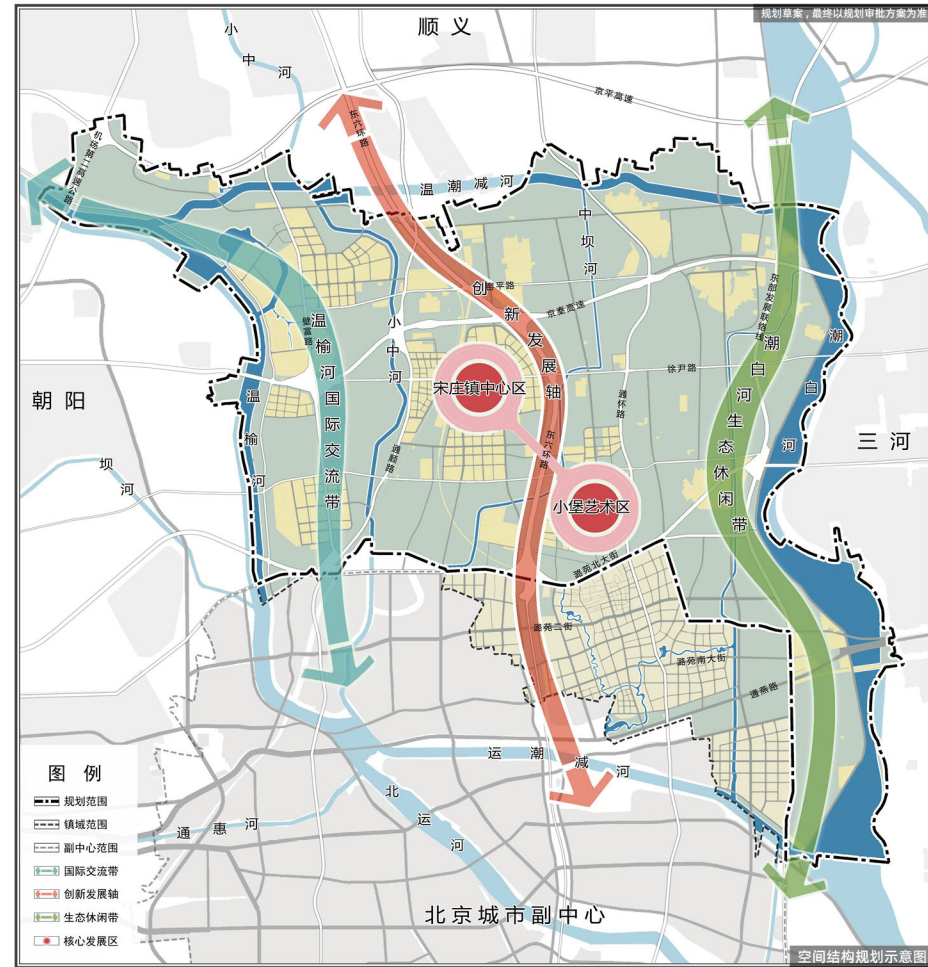 规划草案，最终以规划审批方案为准
顺义
小中河
京平高速
东六环路
机场第二高速公路
温潮减河
中坝河
东部发展联络线
创新发展轴
京秦高速
小中河
壁富路
温榆河国际交流带
潮白河生态休闲带
潮白河
徐尹路
宋庄镇中心区
朝阳
温榆河
通怀路
东六环路
通顺路
三河
坝河
小堡艺术区
潞苑北大街
潞苑二街
潞苑南大街
通燕路
运潮减河
北运河
通惠河
北京城市副中心
图例
规划范围
镇域范围
副中心范围
国际交流带
创新发展轴
生态休闲带
核心发展区
空间结构规划示意图